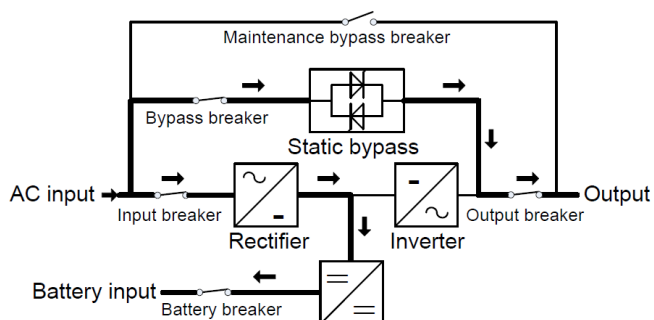 Maintenance bypass breaker
Bypass breaker
Static bypass
AC input
Input breaker
Rectifier
Inverter
Output breaker
Output
Battery input
Battery breaker